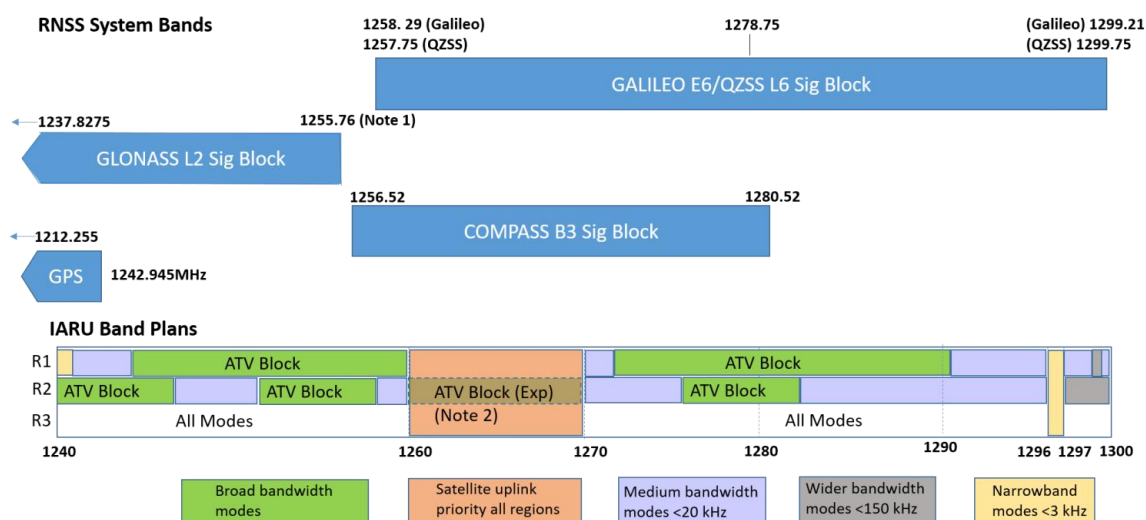 RNSS System Bands
1258. 29 (Galileo)
1257.75 (QZSS)
1278.75
(Galileo) 1299.21
(QZSS) 1299.75
GALILEO E6/QZSS L6 Sig Block
1237.8275
1255.76 (Note 1)
GLONASS L2 Sig Block
1256.52
1280.52
COMPASS B3 Sig Block
1212.255
GPS
1242.945MHz
IARU Band Plans
R1
ATV Block
ATV Block
R2
ATV Block
ATV Block
ATV Block (Exp)
ATV Block
(Note 2)
R3
All Modes
All Modes
1240
1260
1270
1280
1290
1296
1297
1300
Broad bandwidth
modes
Satellite uplink
priority all regions
Medium bandwidth
modes <20 kHz
Wider bandwidth
modes <150 kHz
Narrowband
modes <3 kHz